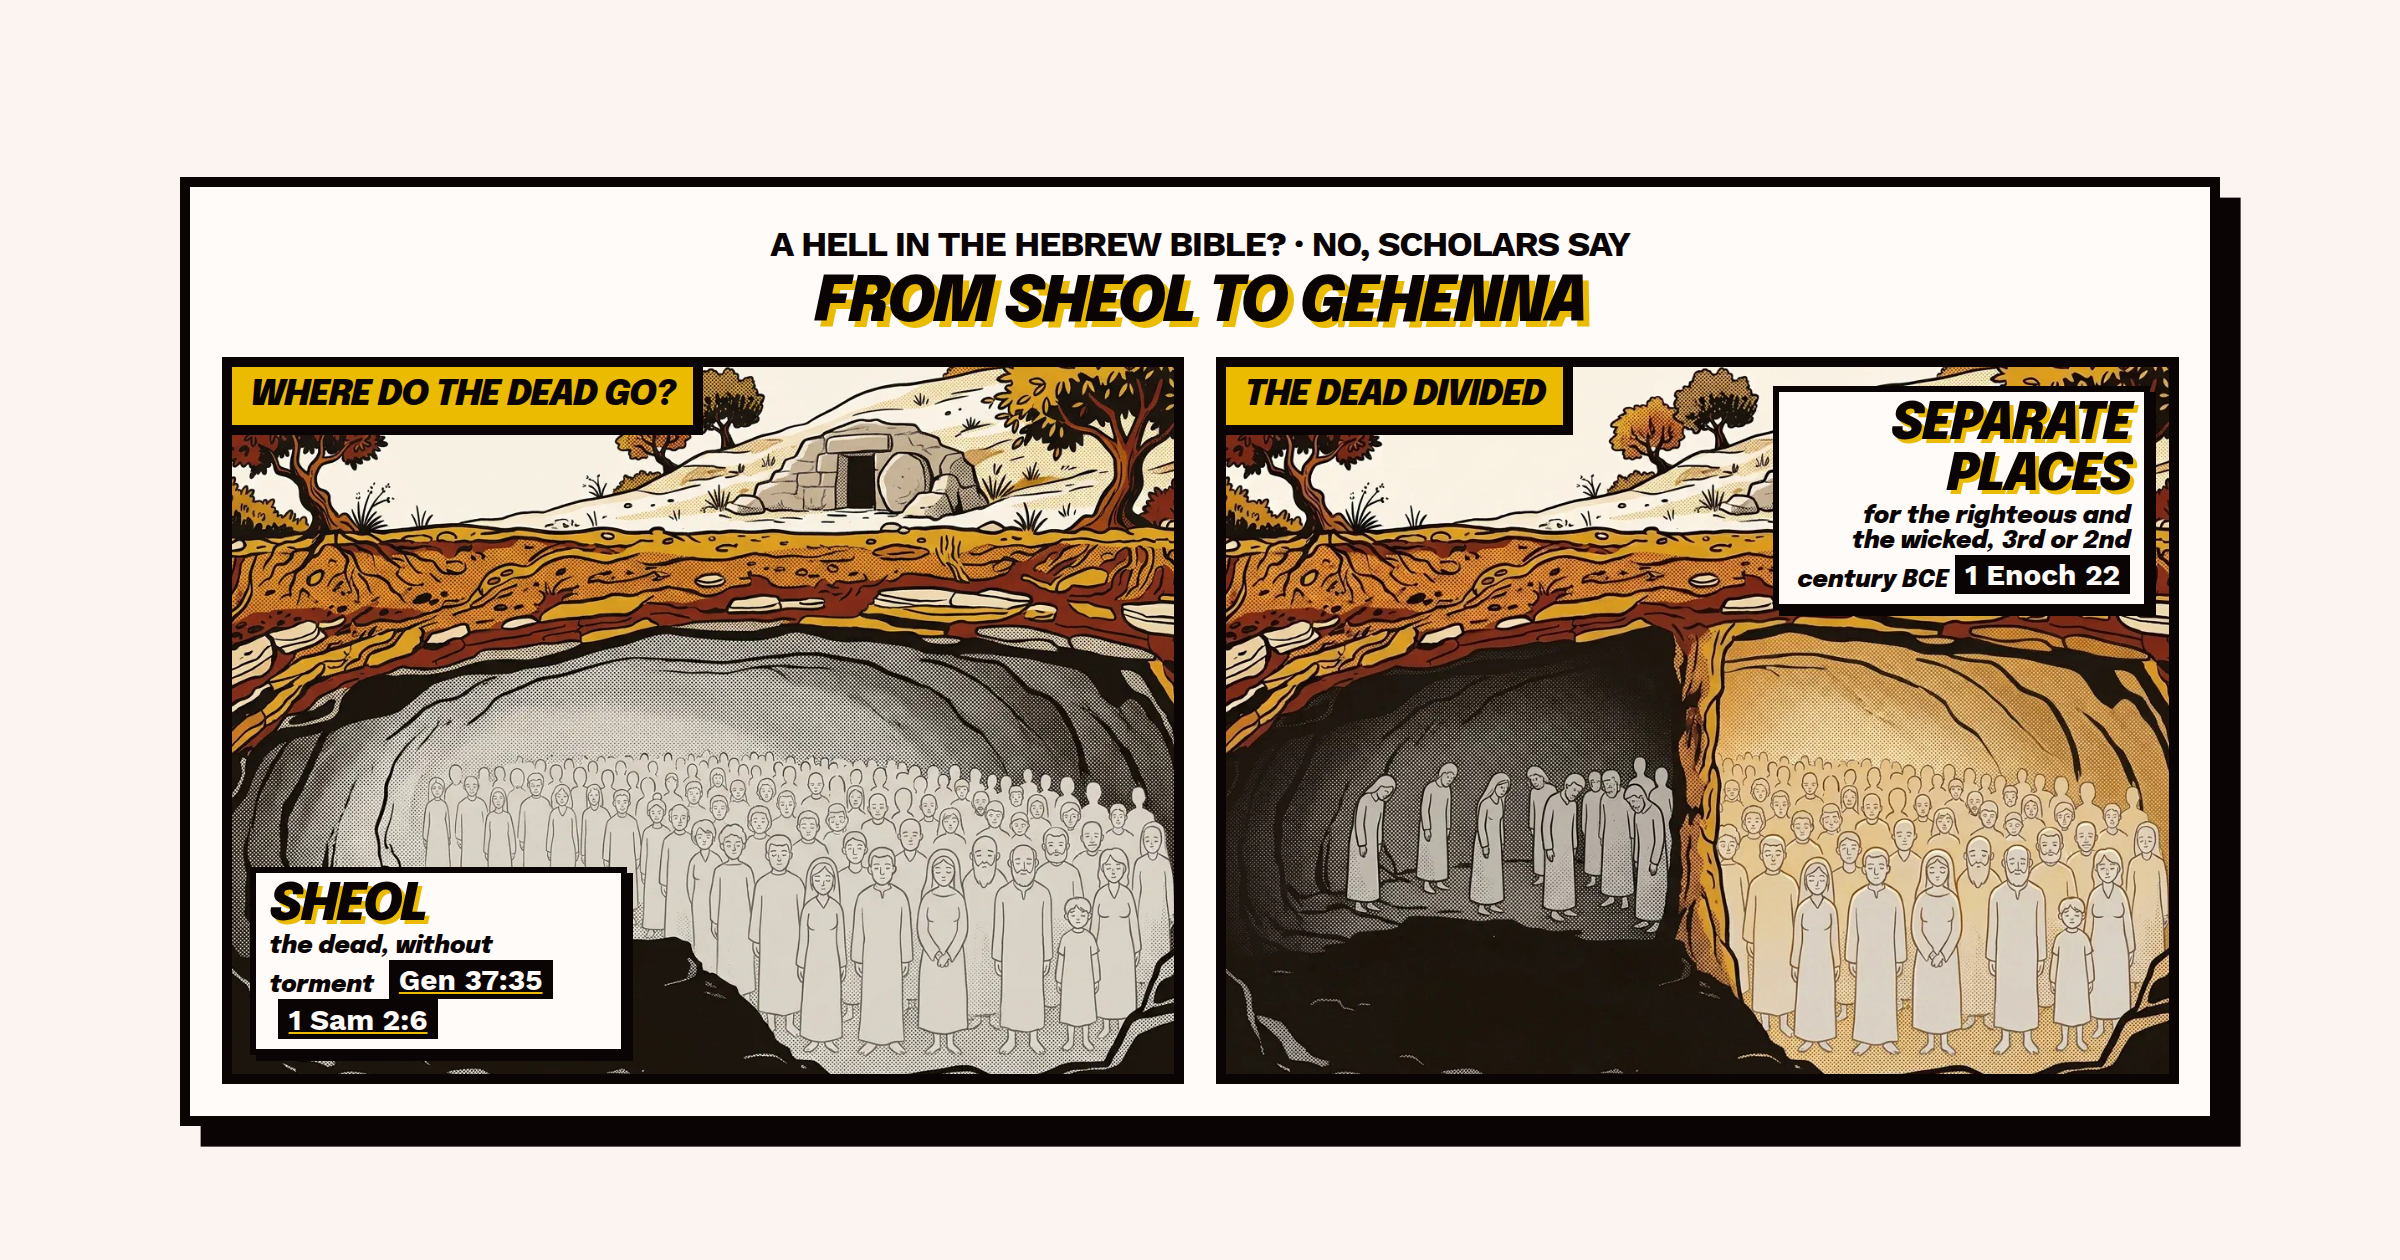 A HELL IN THE HEBREW BIBLE? · NO, SCHOLARS SAY
FROM SHEOL TO GEHENNA
WHERE DO THE DEAD GO?
SHEOL
the dead, without
torment Gen 37:35
1 Sam 2:6
THE DEAD DIVIDED
SEPARATE
PLACES
for the righteous and
the wicked, 3rd or 2nd
century BCE 1 Enoch 22